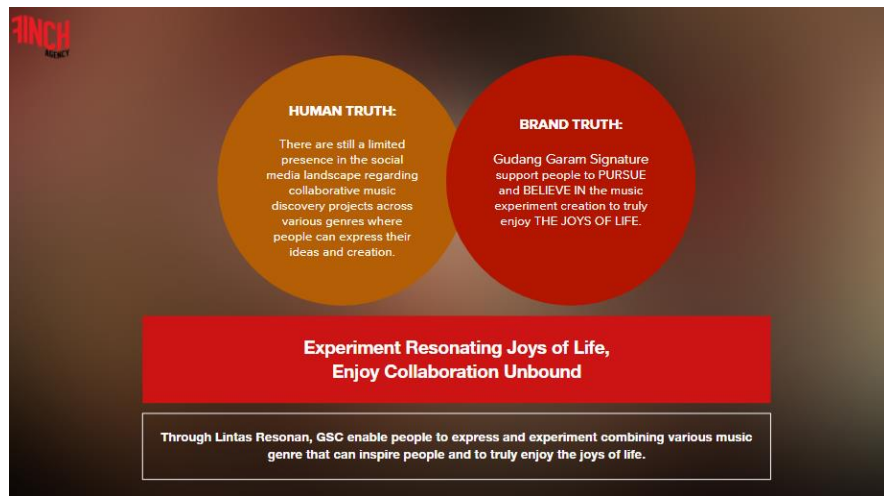 FINCH
AGENCY
HUMAN TRUTH:
There are still a limited
presence in the social
media landscape regarding
collaborative music
discovery projects across
various genres where
people can express their
ideas and creation.
BRAND TRUTH:
Gudang Garam Signature
support people to PURSUE
and BELIEVE IN the music
experiment creation to truly
enjoy THE JOYS OF LIFE.
Experiment Resonating Joys of Life,
Enjoy Collaboration Unbound
Through Lintas Resonan, GSC enable people to express and experiment combining various music
genre that can inspire people and to truly enjoy the joys of life.